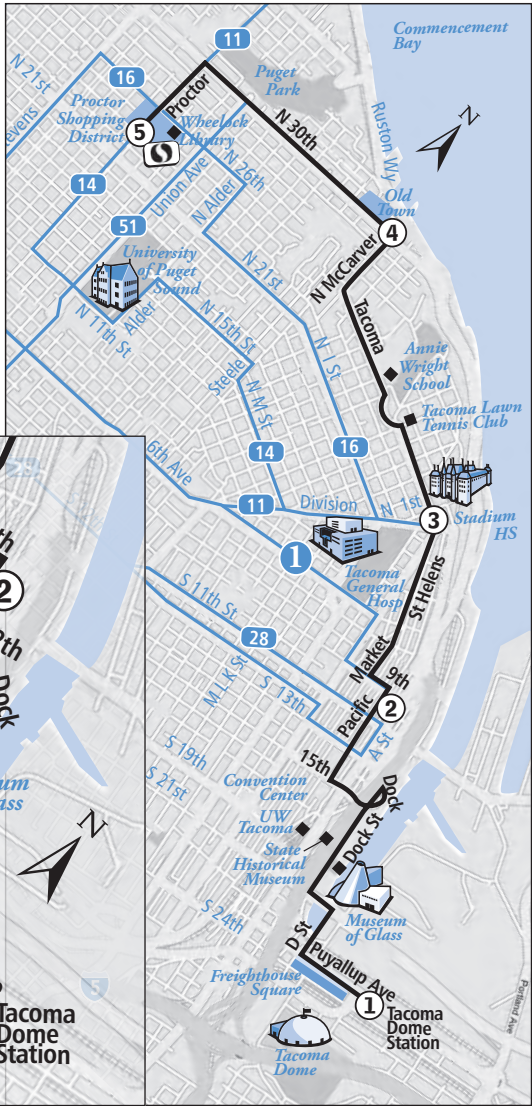 11
Commencement
Bay
N 21st
16
Puget
Park
Stevens
Proctor
Shopping
District
Proctor
5
Wheelock
Library
N 30th
Ruston Wy
Old
Town
4
14
Union Ave
N 26th
N Alder
51
University
of Puget
Sound
N 21st
N McCarver
N
N 11th St
Alder
N 15th St
Steele
N M St
N I St
Tacoma
Annie
Wright
School
Tacoma Lawn
Tennis Club
6th Ave
14
16
11
Division
N 1st
3
Stadium
HS
1
Tacoma
General
Hosp
St Helens
S 11th St
28
Market
9th
M L K St
S 13th
Pacific
2
A St
S 19th
S 21st
15th
Convention
Center
Dock
UW
Tacoma
State
Historical
Museum
Dock St
Museum
of Glass
S 24th
D St
Puyallup Ave
Freighthouse
Square
1
Tacoma
Dome
Station
Tacoma
Dome
Portland Ave
th
2
9th
Dock
um
ass
N
5
Tacoma
Dome
Station